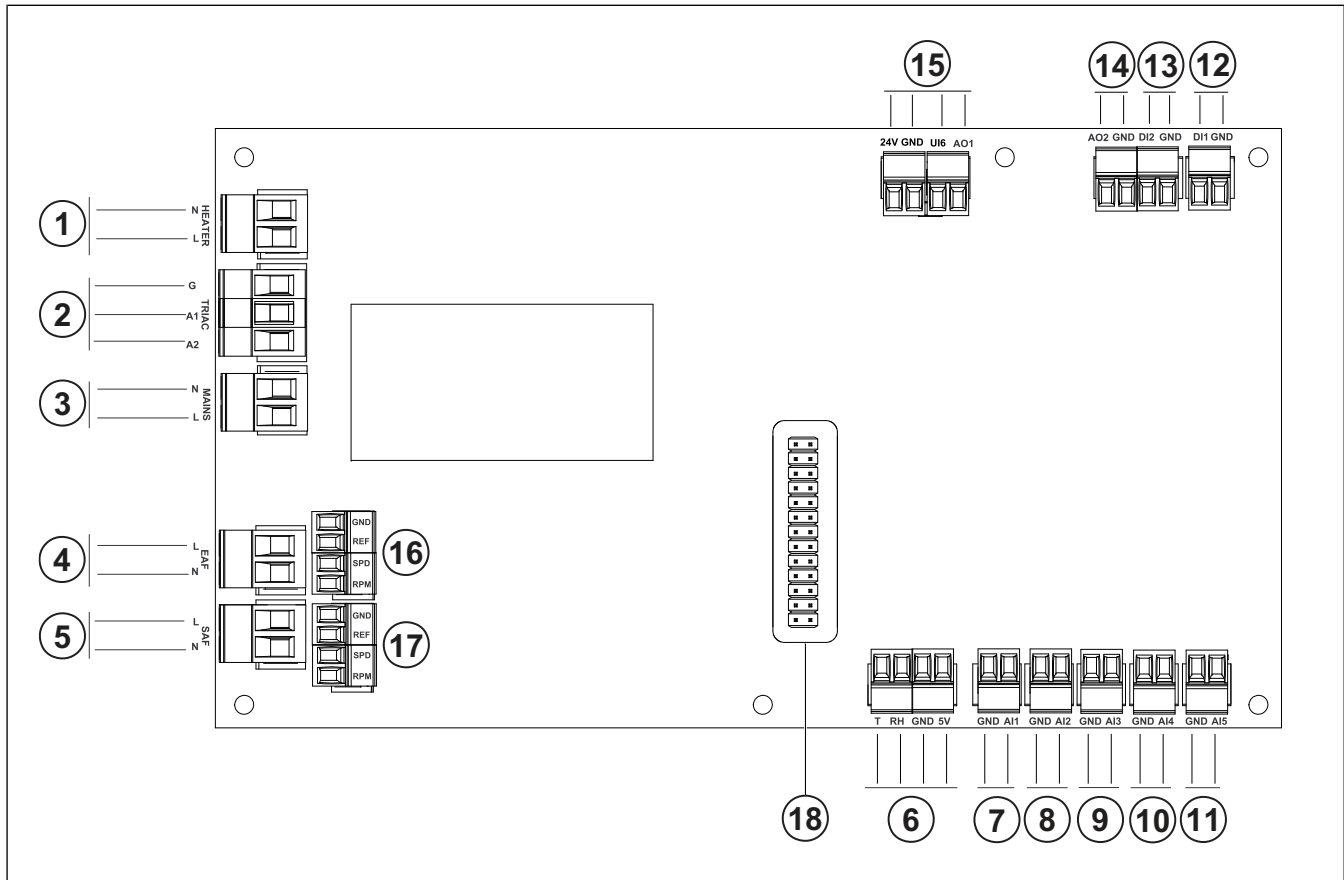 15
14 13 12
24V GND UI6 AO1
AO2 GND DI2 GND DI1 GND
1
N
HEATER
L
2
G
TRIAC
A1
A2
3
N
MAINS
L
4
L
EAF
N
GND
REF
SPD
RPM
16
5
L
SAF
N
GND
REF
SPD
RPM
17
T RH GND 5V GND AI1 GND AI2 GND AI3 GND AI4 GND AI5
18 6 7 8 9 10 11